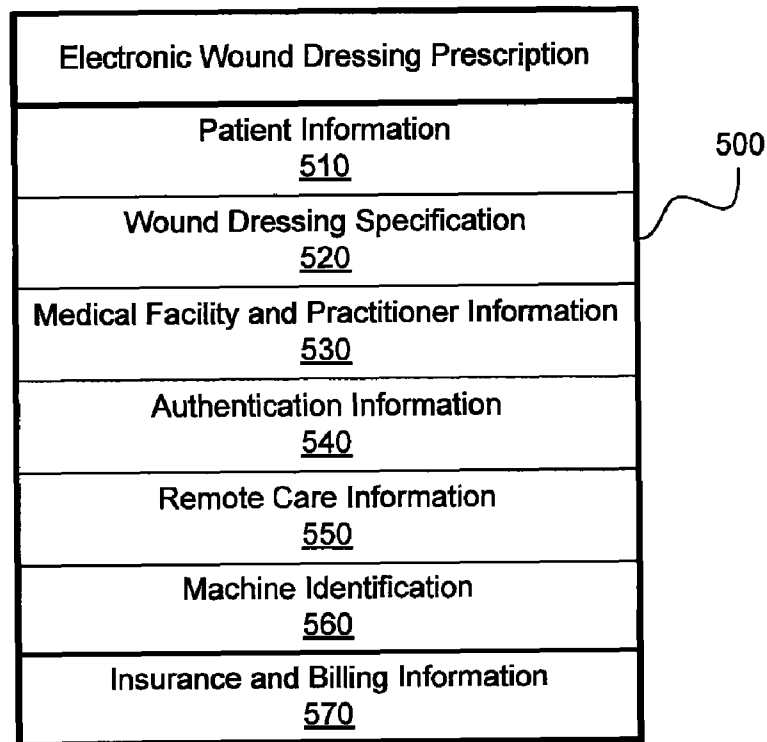 Electronic Wound Dressing Prescription
Patient Information
510
500
Wound Dressing Specification
520
Medical Facility and Practitioner Information
530
Authentication Information
540
Remote Care Information
550
Machine Identification
560
Insurance and Billing Information
570